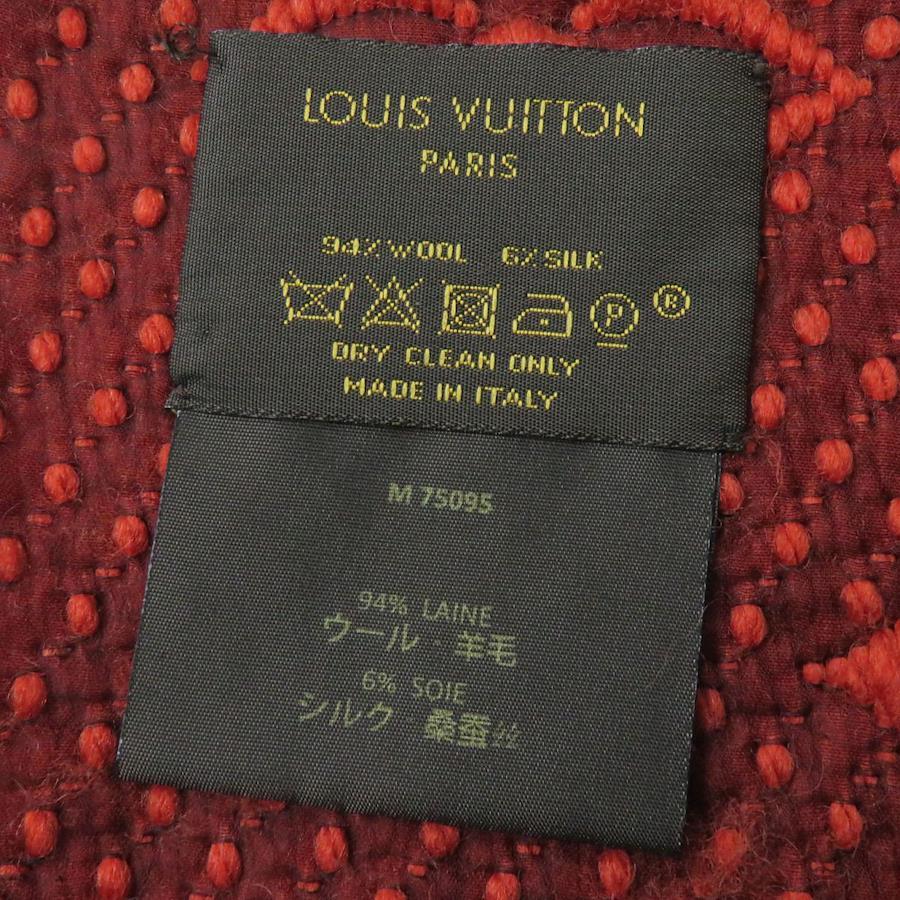 LOUIS VUITTON
PARIS
94% WOOL 6% SILK
P ®
DRY CLEAN ONLY
MADE IN ITALY
M 75095
94% LAINE
ウール・羊毛
6% SOIE
シルク・桑蚕丝